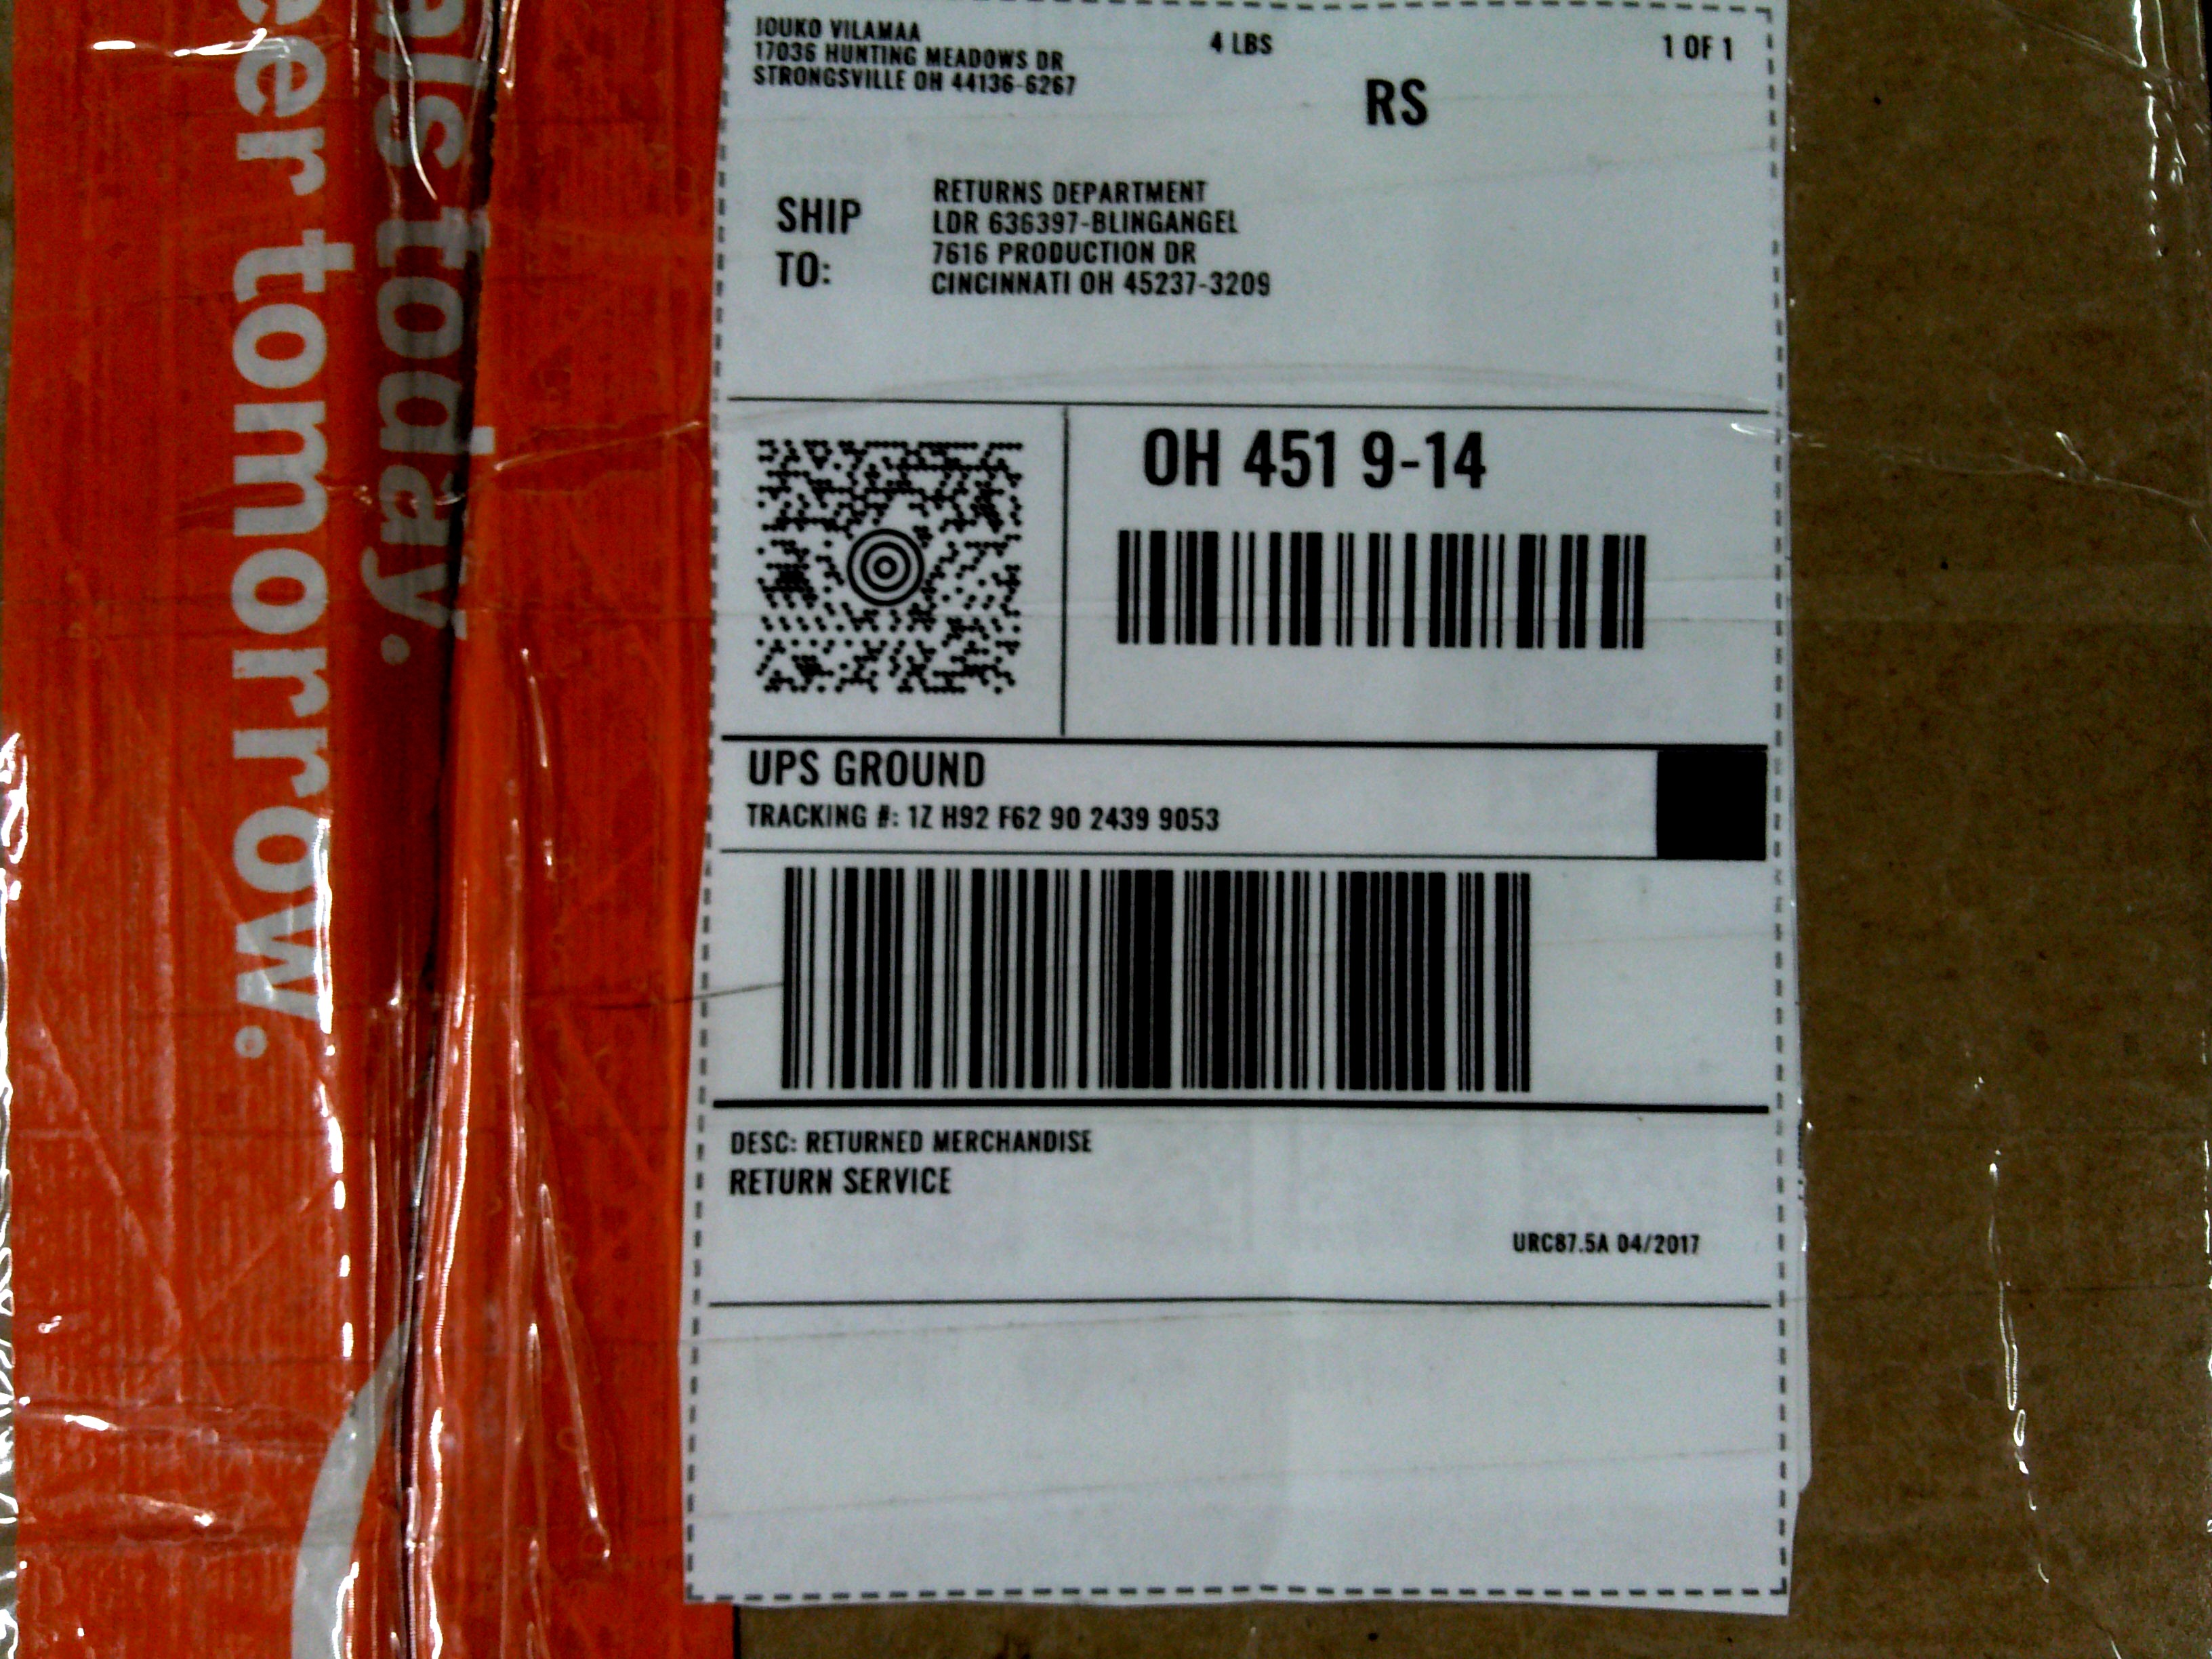 JOUKO VILAMAA
17036 HUNTING MEADOWS DR
STRONGSVILLE OH 44136-6267
4 LBS
1 OF 1
RS
SHIP
TO:
RETURNS DEPARTMENT
LDR 636397-BLINGANGEL
7616 PRODUCTION DR
CINCINNATI OH 45237-3209
OH 451 9-14
UPS GROUND
TRACKING #: 1Z H92 F62 90 2439 9053
DESC: RETURNED MERCHANDISE
RETURN SERVICE
URC87.5A 04/2017
today.
tomorrow.